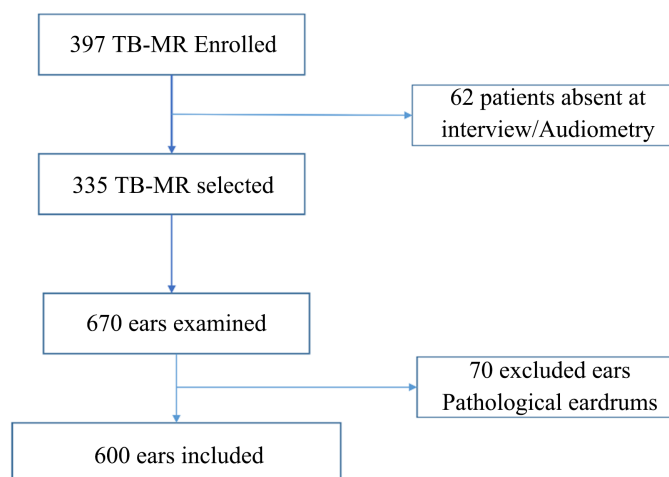 397 TB-MR Enrolled
62 patients absent at
interview/Audiometry
335 TB-MR selected
670 ears examined
70 excluded ears
Pathological eardrums
600 ears included